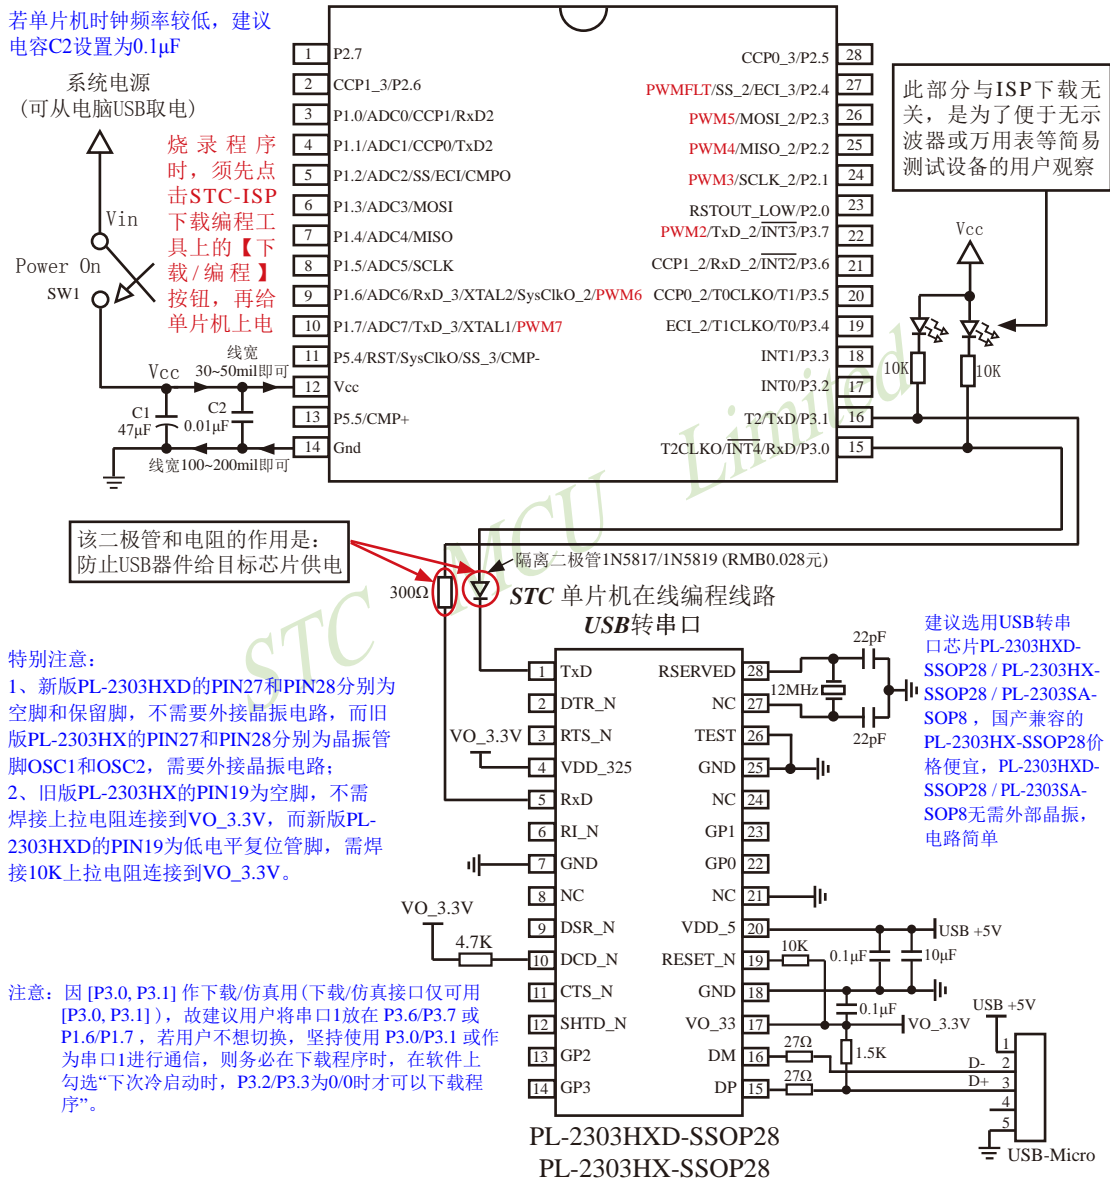 若单片机时钟频率较低，建议
电容C2设置为0.1μF
系统电源
(可从电脑USB取电)
烧录程序
时，须先点
击STC-ISP
下载编程工
具上的【下
载/编程】
按钮，再给
单片机上电
Vin
Power On
SW1
Vcc
线宽
30~50mil即可
C1
47μF
C2
0.01μF
线宽100~200mil即可
1 P2.7
2 CCP1_3/P2.6
3 P1.0/ADC0/CCP1/RxD2
4 P1.1/ADC1/CCP0/TxD2
5 P1.2/ADC2/SS/ECI/CMPO
6 P1.3/ADC3/MOSI
7 P1.4/ADC4/MISO
8 P1.5/ADC5/SCLK
9 P1.6/ADC6/RxD_3/XTAL2/SysClkO_2/PWM6
10 P1.7/ADC7/TxD_3/XTAL1/PWM7
11 P5.4/RST/SysClkO/SS_3/CMP-
12 Vcc
13 P5.5/CMP+
14 Gnd
CCP0_3/P2.5 28
PWMFLT/SS_2/ECI_3/P2.4 27
PWM5/MOSI_2/P2.3 26
PWM4/MISO_2/P2.2 25
PWM3/SCLK_2/P2.1 24
RSTOUT_LOW/P2.0 23
PWM2/TxD_2/INT3/P3.7 22
CCP1_2/RxD_2/INT2/P3.6 21
CCP0_2/T0CLKO/T1/P3.5 20
ECI_2/T1CLKO/T0/P3.4 19
INT1/P3.3 18
INT0/P3.2 17
T2/TxD/P3.1 16
T2CLKO/INT4/RxD/P3.0 15
此部分与ISP下载无
关，是为了便于无示
波器或万用表等简易
测试设备的用户观察
Vcc
10K
10K
STC MCU Limited
该二极管和电阻的作用是：
防止USB器件给目标芯片供电
300Ω
隔离二极管1N5817/1N5819 (RMB0.028元)
STC 单片机在线编程线路
USB转串口
特别注意：
1、新版PL-2303HXD的PIN27和PIN28分别为
空脚和保留脚，不需要外接晶振电路，而旧
版PL-2303HX的PIN27和PIN28分别为晶振管
脚OSC1和OSC2，需要外接晶振电路；
2、旧版PL-2303HX的PIN19为空脚，不需
焊接上拉电阻连接到VO_3.3V，而新版PL-
2303HXD的PIN19为低电平复位管脚，需焊
接10K上拉电阻连接到VO_3.3V。
VO_3.3V
VO_3.3V
4.7K
1 TxD
2 DTR_N
3 RTS_N
4 VDD_325
5 RxD
6 RI_N
7 GND
8 NC
9 DSR_N
10 DCD_N
11 CTS_N
12 SHTD_N
13 GP2
14 GP3
RSERVED 28
NC 27
TEST 26
GND 25
NC 24
GP1 23
GP0 22
NC 21
VDD_5 20
RESET_N 19
GND 18
VO_33 17
DM 16
DP 15
22pF
12MHz
22pF
建议选用USB转串
口芯片PL-2303HXD-
SSOP28 / PL-2303HX-
SSOP28 / PL-2303SA-
SOP8 ，国产兼容的
PL-2303HX-SSOP28价
格便宜，PL-2303HXD-
SSOP28 / PL-2303SA-
SOP8无需外部晶振，
电路简单
USB +5V
10K
0.1μF
10μF
0.1μF
VO_3.3V
27Ω
1.5K
27Ω
USB +5V
D-
D+
1
2
3
4
5
USB-Micro
注意：因 [P3.0, P3.1] 作下载/仿真用 (下载/仿真接口仅可用
[P3.0, P3.1] )，故建议用户将串口1放在 P3.6/P3.7 或
P1.6/P1.7 ，若用户不想切换，坚持使用 P3.0/P3.1 或作
为串口1进行通信，则务必在下载程序时，在软件上
勾选“下次冷启动时，P3.2/P3.3为0/0时才可以下载程
序”。
PL-2303HXD-SSOP28
PL-2303HX-SSOP28